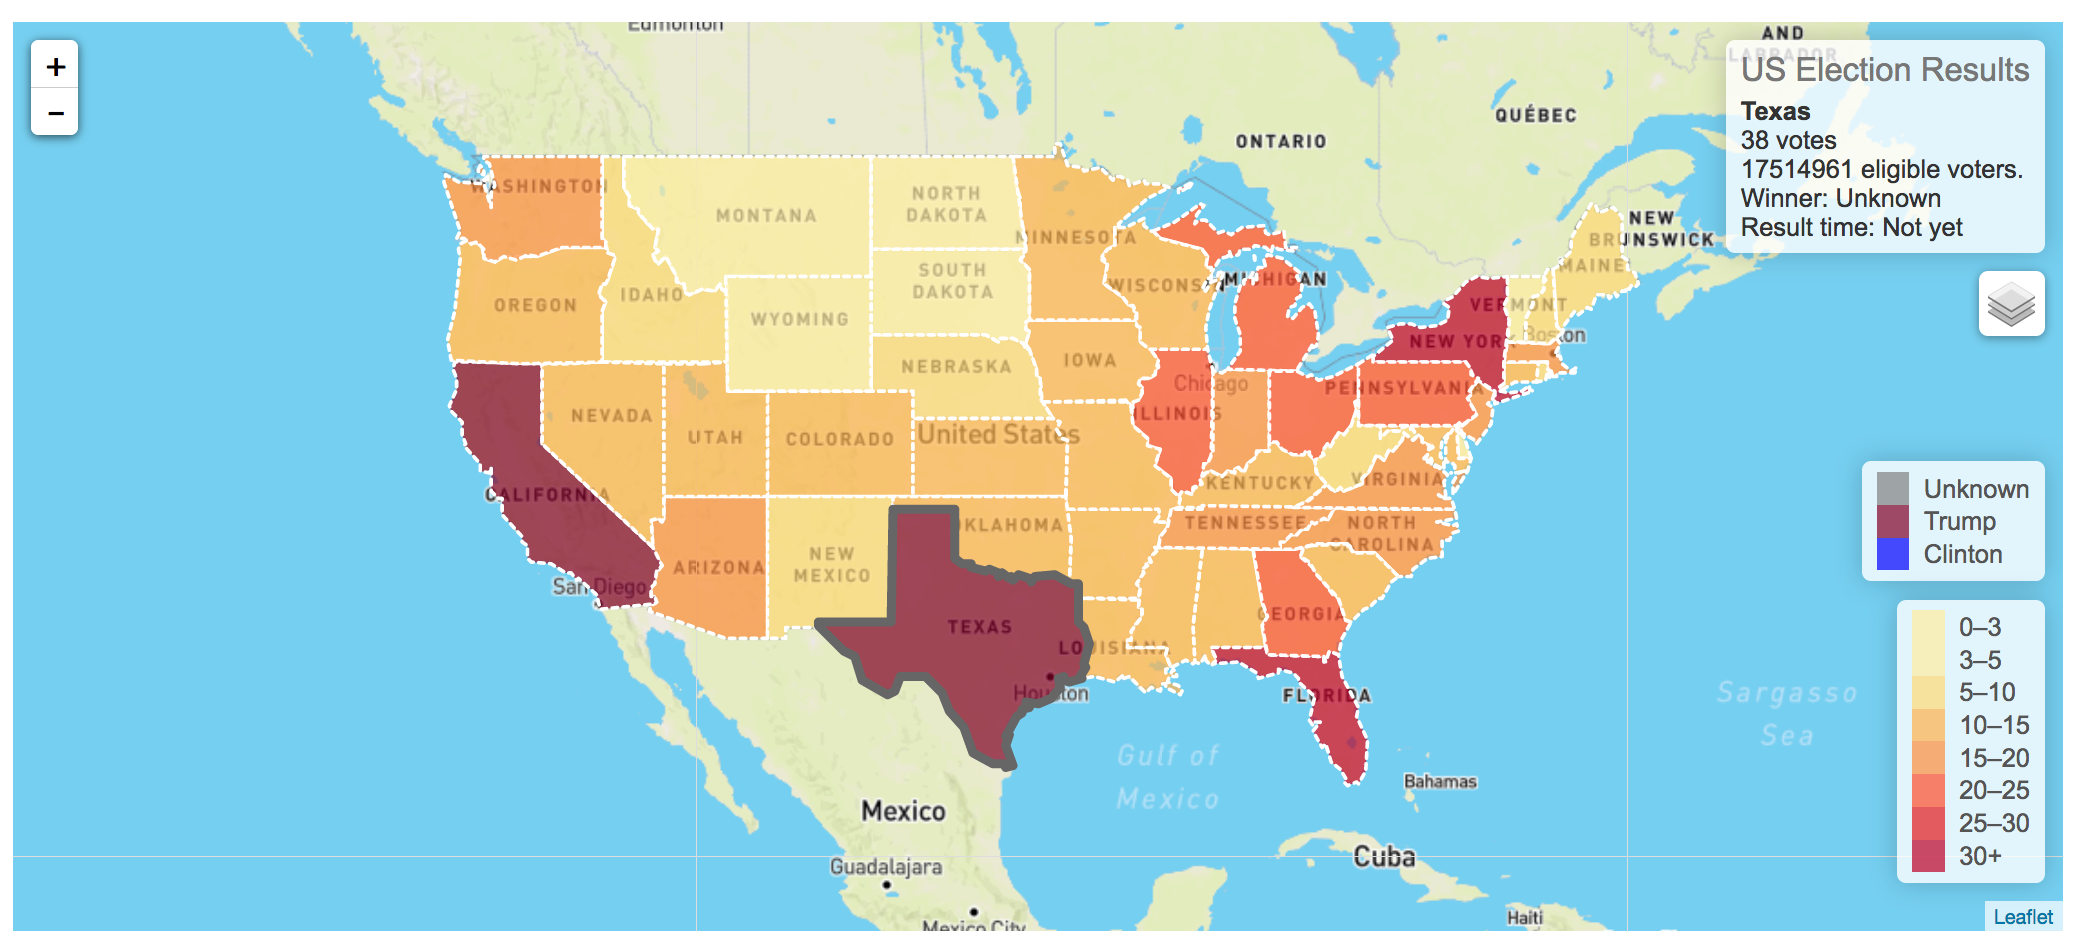 Edmonton
+
−
AND
LABRADOR
US Election Results
Texas
38 votes
17514961 eligible voters.
Winner: Unknown
Result time: Not yet
QUÉBEC
ONTARIO
WASHINGTON
MONTANA
NORTH
DAKOTA
MINNESOTA
NEW
BRUNSWICK
MAINE
SOUTH
DAKOTA
WISCONS
MICHIGAN
OREGON
IDAHO
WYOMING
VERMONT
NEW YOR
Boston
IOWA
NEBRASKA
Chicago
PENNSYLVANIA
ILLINOIS
NEVADA
UTAH
COLORADO
United States
CALIFORNIA
KENTUCKY
VIRGINIA
Unknown
Trump
Clinton
OKLAHOMA
TENNESSEE
NORTH
CAROLINA
NEW
MEXICO
ARIZONA
San Diego
GEORGIA
TEXAS
LOUISIANA
Houston
FLORIDA
0–3
3–5
5–10
10–15
15–20
20–25
25–30
30+
Sargasso
Sea
Gulf of
Mexico
Bahamas
Mexico
Guadalajara
Cuba
Mexico City
Haiti
Leaflet